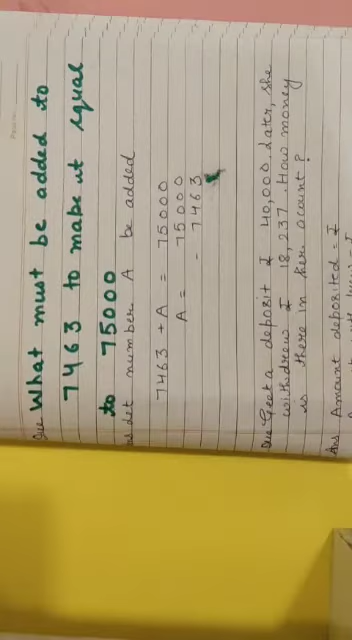 Que What must be added to
7463 to make it equal
to 75000
Ans let number A be added
7463 + A = 75000
A = 75000
- 7463
Que Geeta deposit ₹ 40,000. Later, she
withdrew ₹ 18,237. How money
is there in her acount ?
Ans Amount deposited = ₹